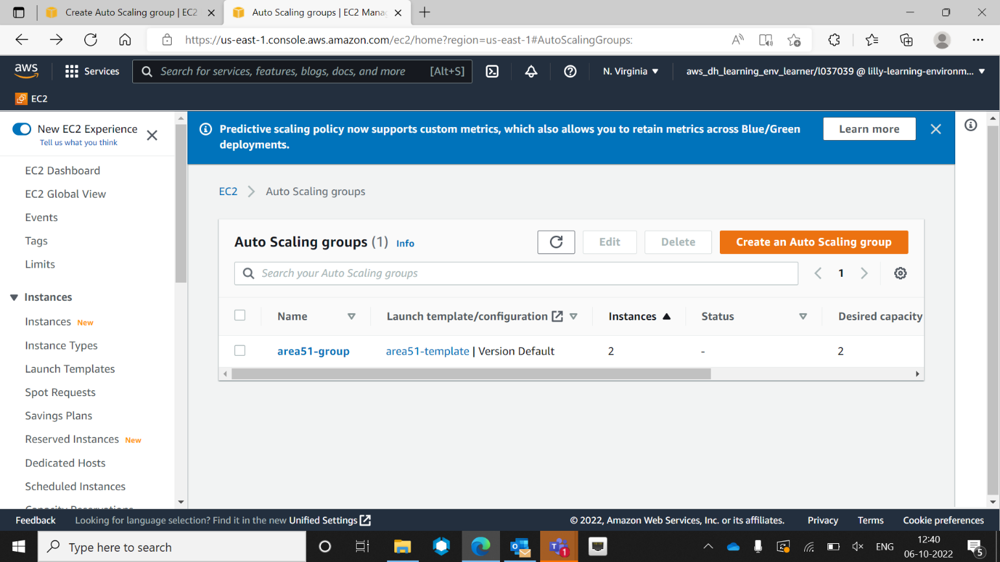 Create Auto Scaling group | EC2
Auto Scaling groups | EC2 Mana
https://us-east-1.console.aws.amazon.com/ec2/home?region=us-east-1#AutoScalingGroups:
aws
Services
Search for services, features, blogs, docs, and more [Alt+S]
N. Virginia
aws_dh_learning_env_learner/l037039 @ lilly-learning-environm...
EC2
New EC2 Experience
Tell us what you think
EC2 Dashboard
EC2 Global View
Events
Tags
Limits
Instances
Instances New
Instance Types
Launch Templates
Spot Requests
Savings Plans
Reserved Instances New
Dedicated Hosts
Scheduled Instances
Capacity Reservations
Predictive scaling policy now supports custom metrics, which also allows you to retain metrics across Blue/Green
deployments.
Learn more
EC2 Auto Scaling groups
Auto Scaling groups (1) Info
Edit
Delete
Create an Auto Scaling group
Search your Auto Scaling groups
1
Name Launch template/configuration Instances Status Desired capacity
area51-group area51-template | Version Default 2 - 2
Feedback Looking for language selection? Find it in the new Unified Settings
© 2022, Amazon Web Services, Inc. or its affiliates. Privacy Terms Cookie preferences
Type here to search
1
ENG
12:40
06-10-2022
5